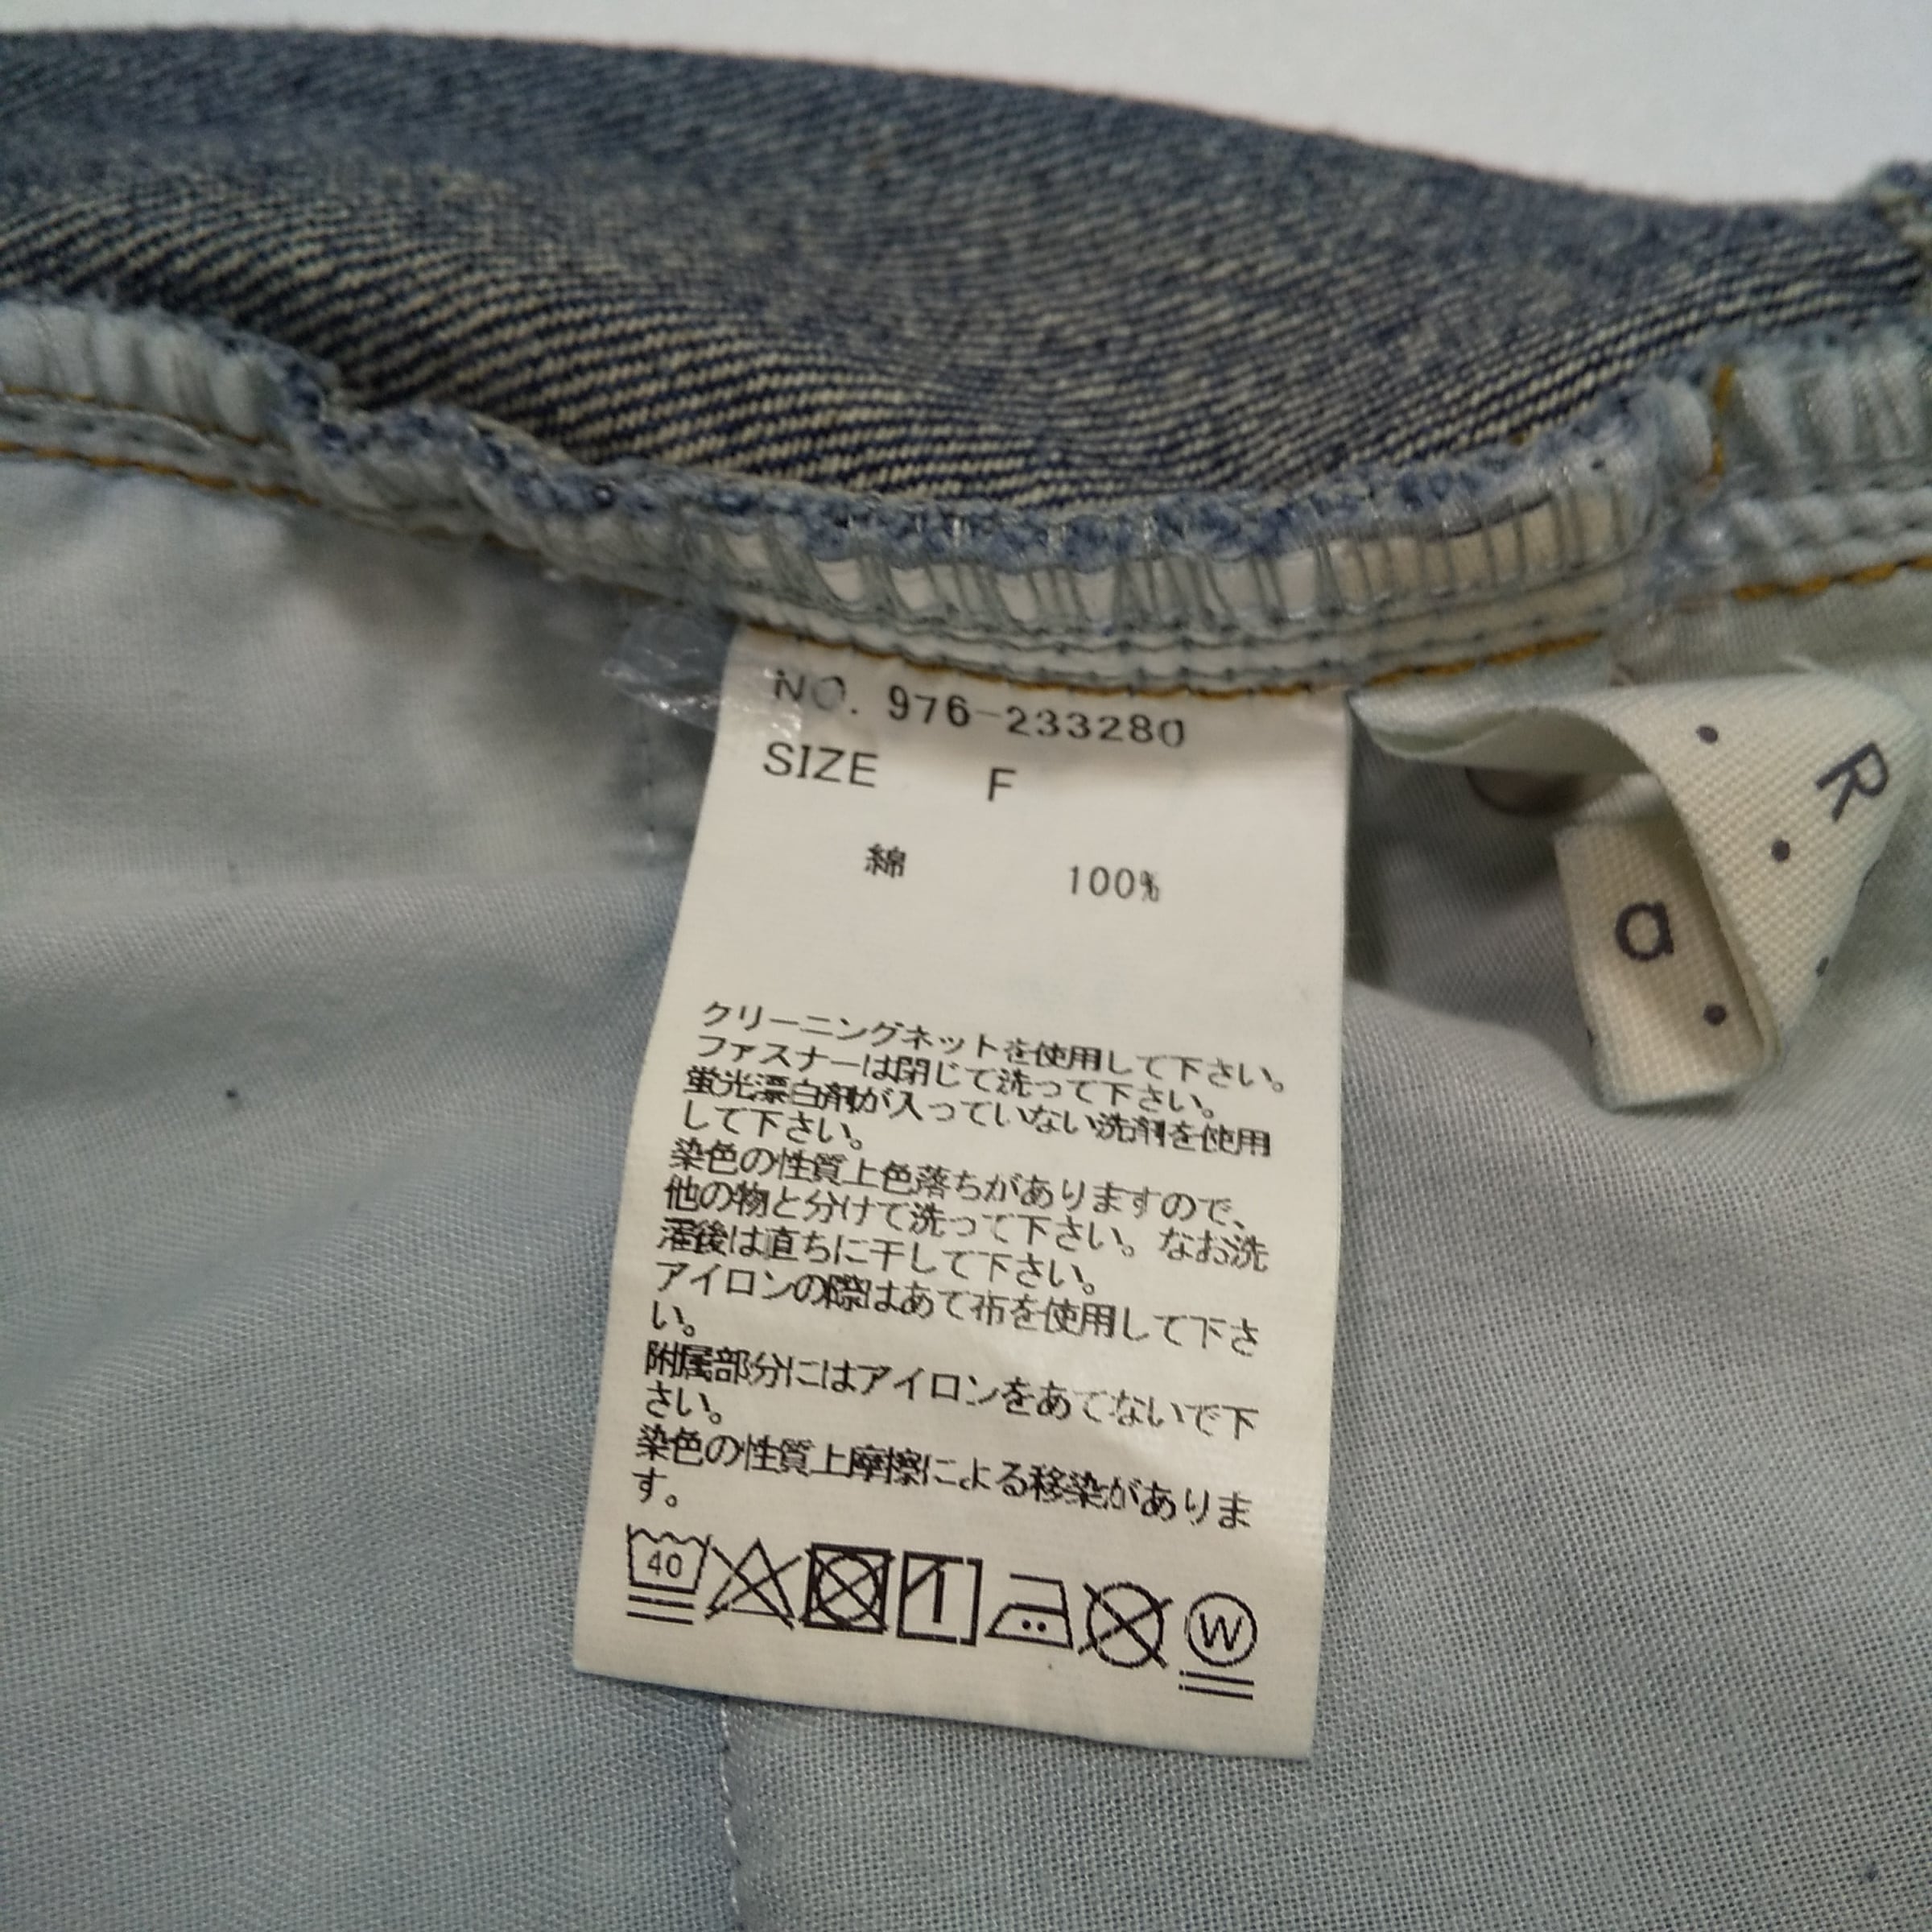 NO. 976-233280
SIZE F
綿 100%
クリーニングネットを使用して下さい。
ファスナーは閉じて洗って下さい。
蛍光漂白剤が入っていない洗剤を使用
して下さい。
染色の性質上色落ちがありますので、
他の物と分けて洗って下さい。なお洗
濯後は直ちに干して下さい。
アイロンの際はあて布を使用して下さ
い。
附属部分にはアイロンをあてないで下
さい。
染色の性質上摩擦による移染がありま
す。
40
W
R
a